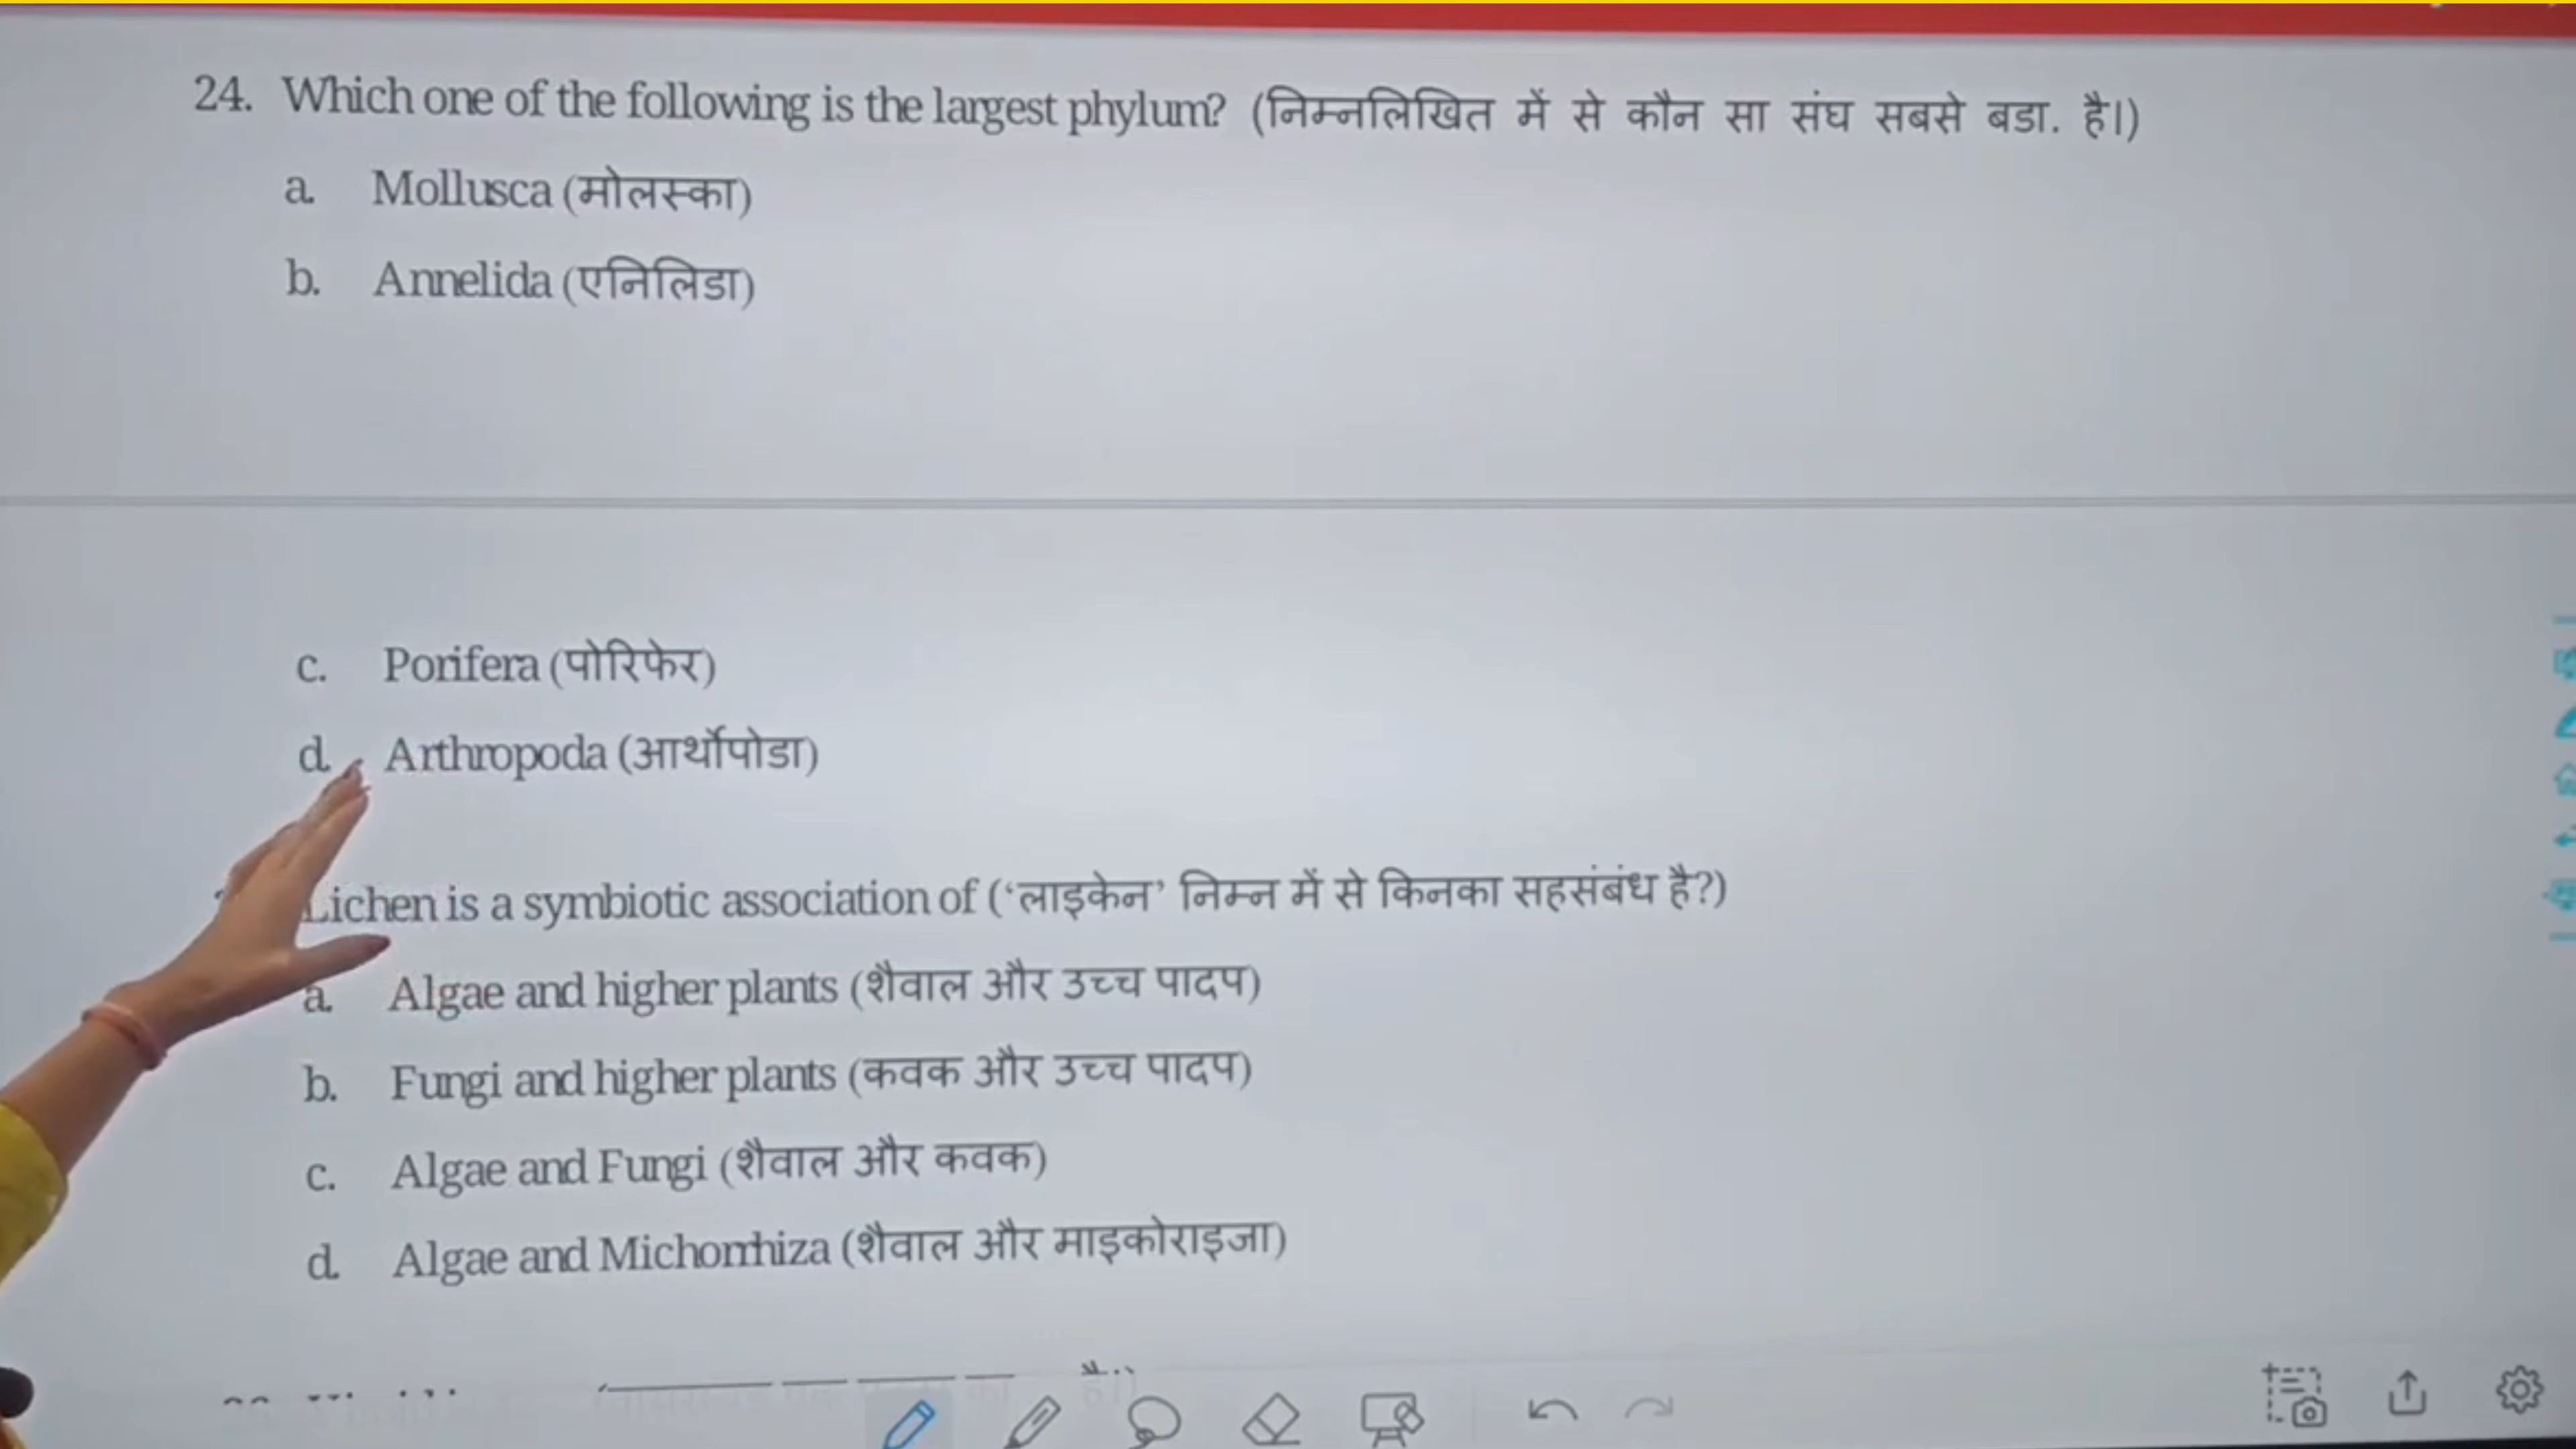 24. Which one of the following is the largest phylum? (निम्नलिखित में से कौन सा संघ सबसे बडा. है।)
a. Mollusca (मोलस्का)
b. Annelida (एनिलिडा)
c. Porifera (पोरिफेर)
d. Arthropoda (आर्थोपोडा)
Lichen is a symbiotic association of (‘लाइकेन’ निम्न में से किनका सहसंबंध है?)
a. Algae and higher plants (शैवाल और उच्च पादप)
b. Fungi and higher plants (कवक और उच्च पादप)
c. Algae and Fungi (शैवाल और कवक)
d. Algae and Michorrhiza (शैवाल और माइकोराइजा)